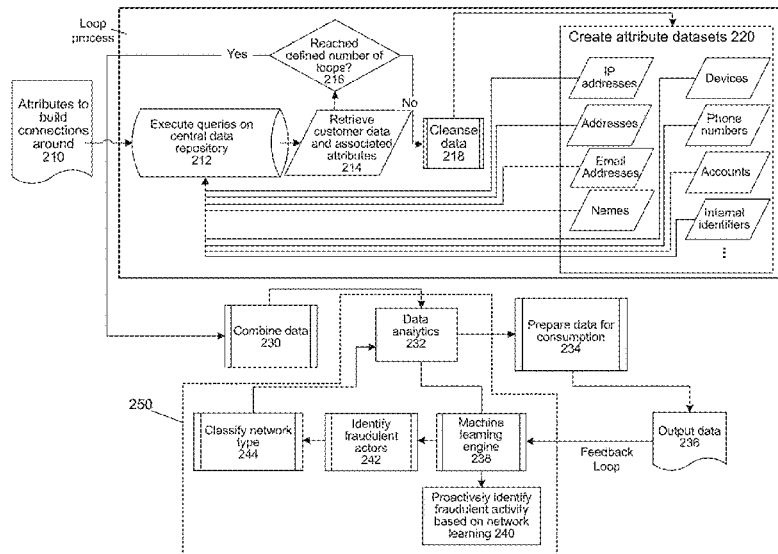 Loop
process
Yes
Reached
defined number of
loops?
216
No
Attributes to
build
connections
around
210
Execute queries on
central data
repository
212
Retrieve
customer data
and associated
attributes
214
Cleanse
data
218
Create attribute datasets 220
IP
addresses
Devices
Addresses
Phone
numbers
Email
Addresses
Accounts
Names
Internal
identifiers
⋮
Combine data
230
Data
analytics
232
Prepare data for
consumption
234
250
Classify network
type
244
Identify
fraudulent
actors
242
Machine
learning
engine
238
Feedback
Loop
Output data
236
Proactively identify
fraudulent activity
based on network
learning 240